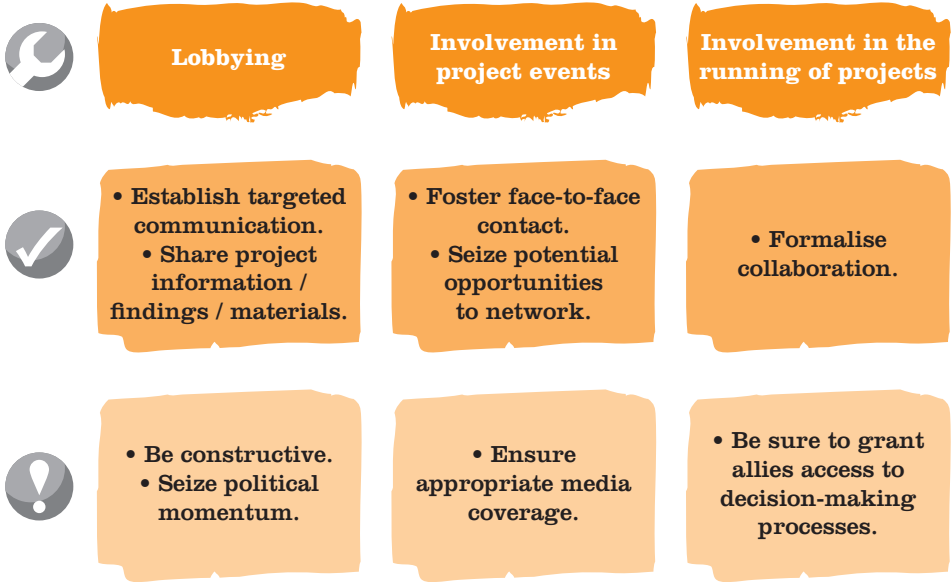 Lobbying
Involvement in
project events
Involvement in the
running of projects
• Establish targeted
communication.
• Share project
information /
findings / materials.
• Foster face-to-face
contact.
• Seize potential
opportunities
to network.
• Formalise
collaboration.
• Be constructive.
• Seize political
momentum.
• Ensure
appropriate media
coverage.
• Be sure to grant
allies access to
decision-making
processes.